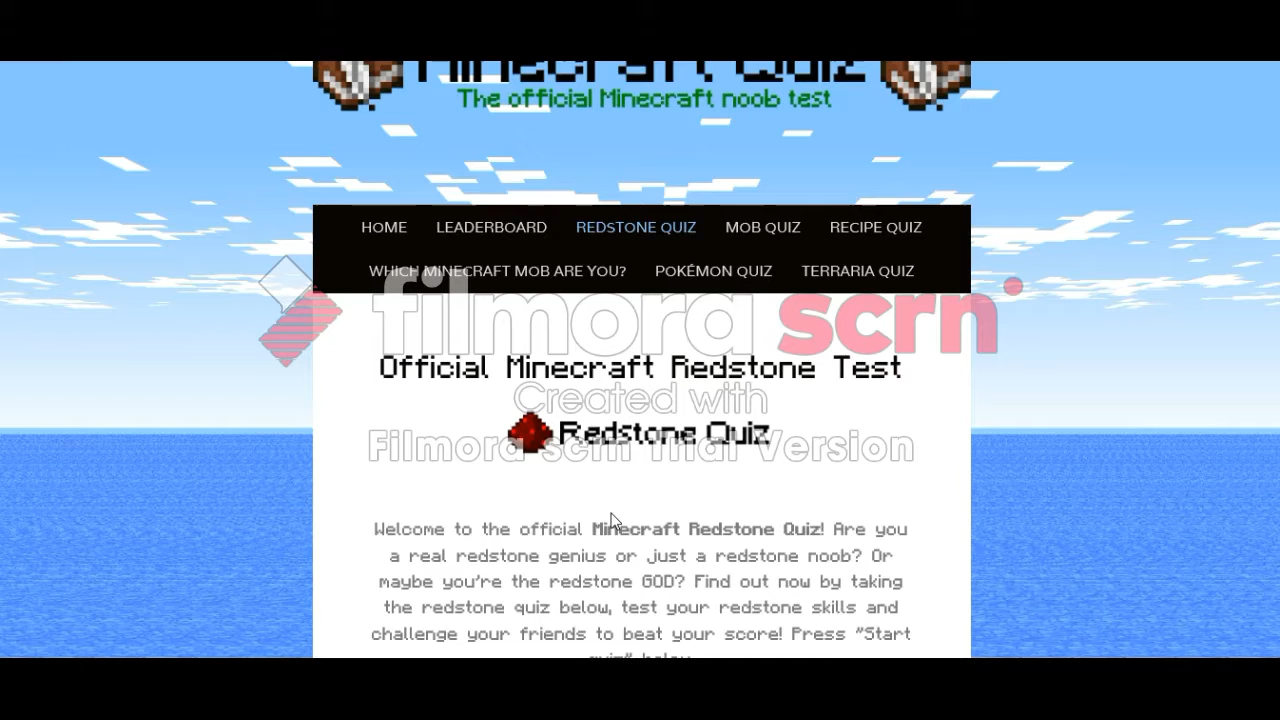 Minecraft Quiz
The official Minecraft noob test
HOME LEADERBOARD REDSTONE QUIZ MOB QUIZ RECIPE QUIZ
WHICH MINECRAFT MOB ARE YOU? POKÉMON QUIZ TERRARIA QUIZ
filmora scrn
Official Minecraft Redstone Test
Created with
Redstone Quiz
Filmora scrn Trial Version
Welcome to the official Minecraft Redstone Quiz! Are you
a real redstone genius or just a redstone noob? Or
maybe you're the redstone GOD? Find out now by taking
the redstone quiz below, test your redstone skills and
challenge your friends to beat your score! Press "Start
quiz" below